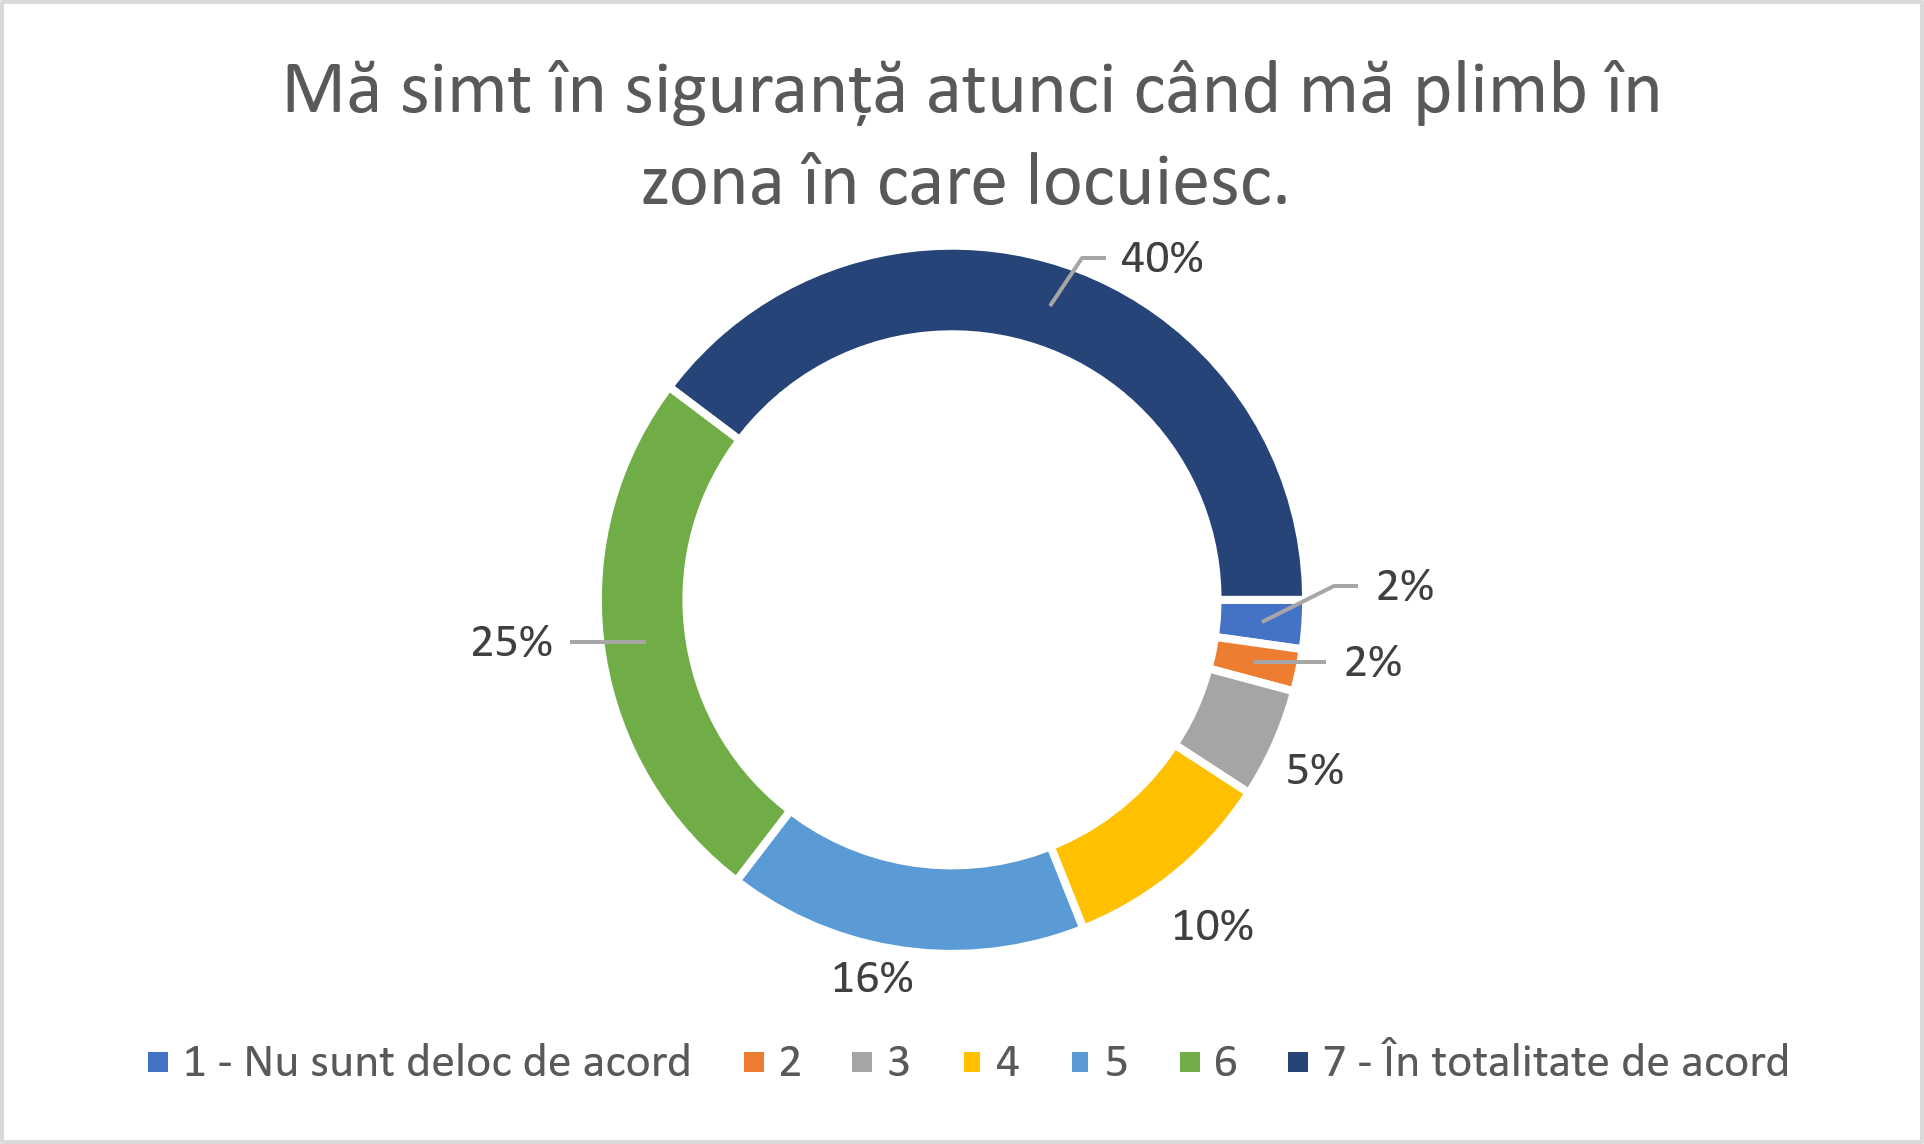 Mă simt în siguranță atunci când mă plimb în
zona în care locuiesc.
40%
2%
2%
5%
10%
16%
25%
1 - Nu sunt deloc de acord 2 3 4 5 6 7 - În totalitate de acord